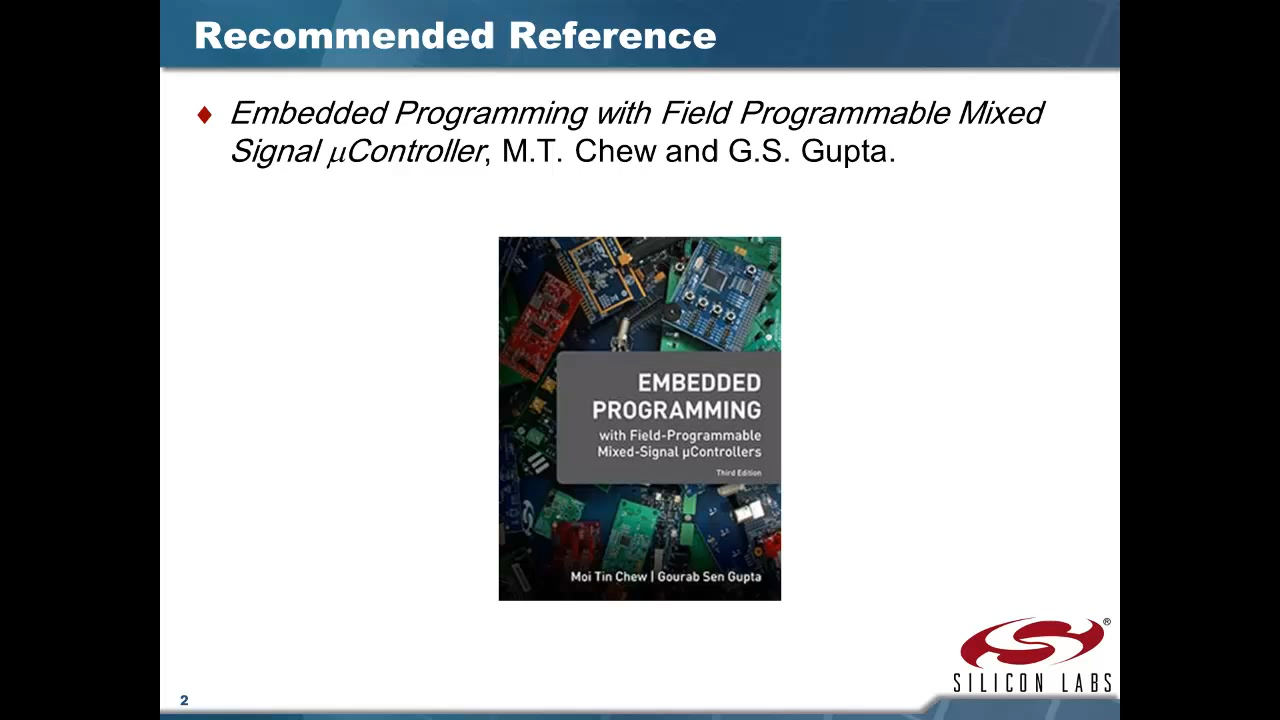 Recommended Reference
♦ Embedded Programming with Field Programmable Mixed
Signal μController, M.T. Chew and G.S. Gupta.
EMBEDDED
PROGRAMMING
with Field-Programmable
Mixed-Signal μControllers
Third Edition
Moi Tin Chew | Gourab Sen Gupta
®
SILICON LABS
2